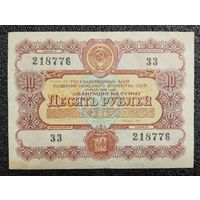 218776 33
ГОСУДАРСТВЕННЫЙ ЗАЕМ
РАЗВИТИЯ НАРОДНОГО ХОЗЯЙСТВА СССР
ОБЛИГАЦИЯ НА СУММУ
10 ДЕСЯТЬ РУБЛЕЙ 10
33 218776